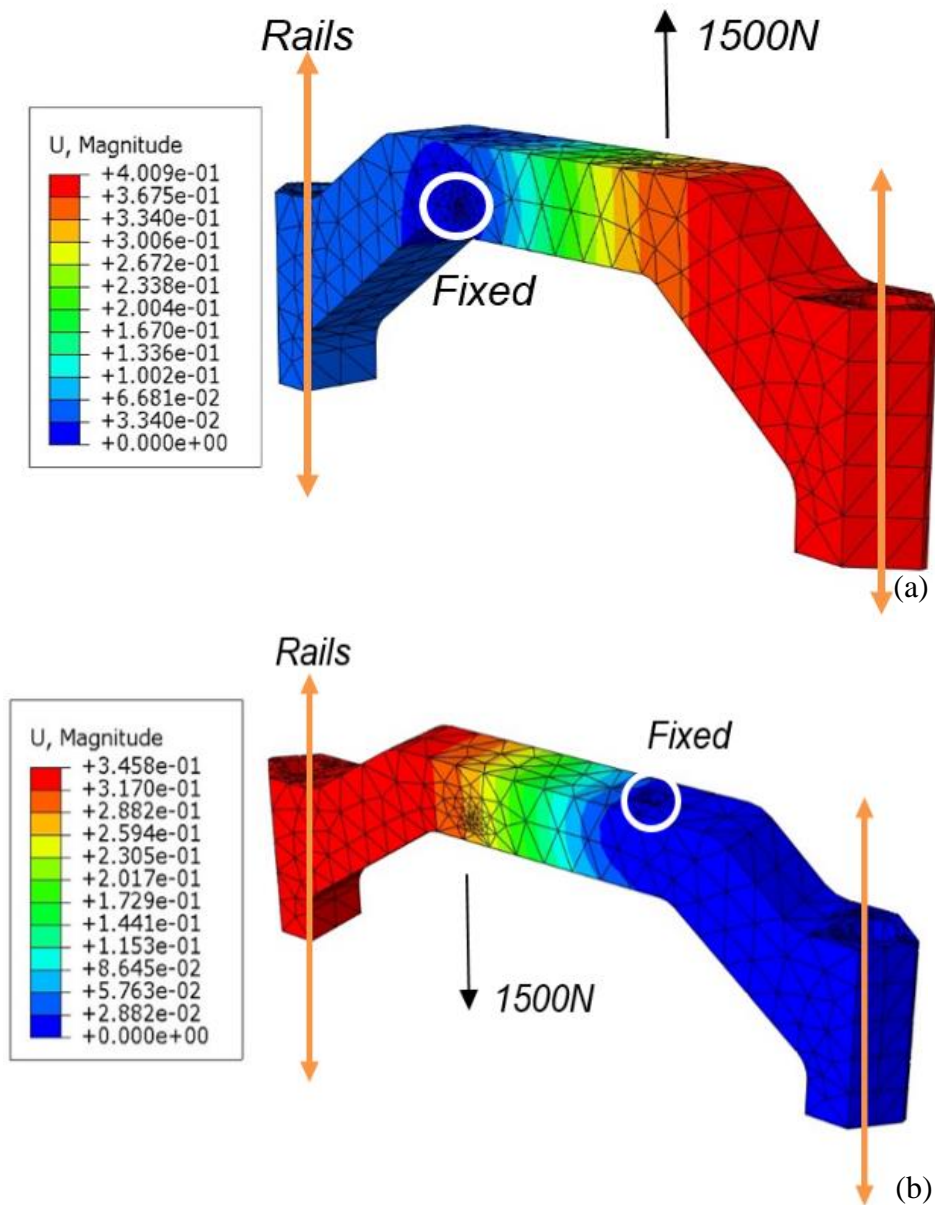 Rails
1500N
U, Magnitude
+4.009e-01
+3.675e-01
+3.340e-01
+3.006e-01
+2.672e-01
+2.338e-01
+2.004e-01
+1.670e-01
+1.336e-01
+1.002e-01
+6.681e-02
+3.340e-02
+0.000e+00
Fixed
(a)
Rails
Fixed
U, Magnitude
+3.458e-01
+3.170e-01
+2.882e-01
+2.594e-01
+2.305e-01
+2.017e-01
+1.729e-01
+1.441e-01
+1.153e-01
+8.645e-02
+5.763e-02
+2.882e-02
+0.000e+00
1500N
(b)